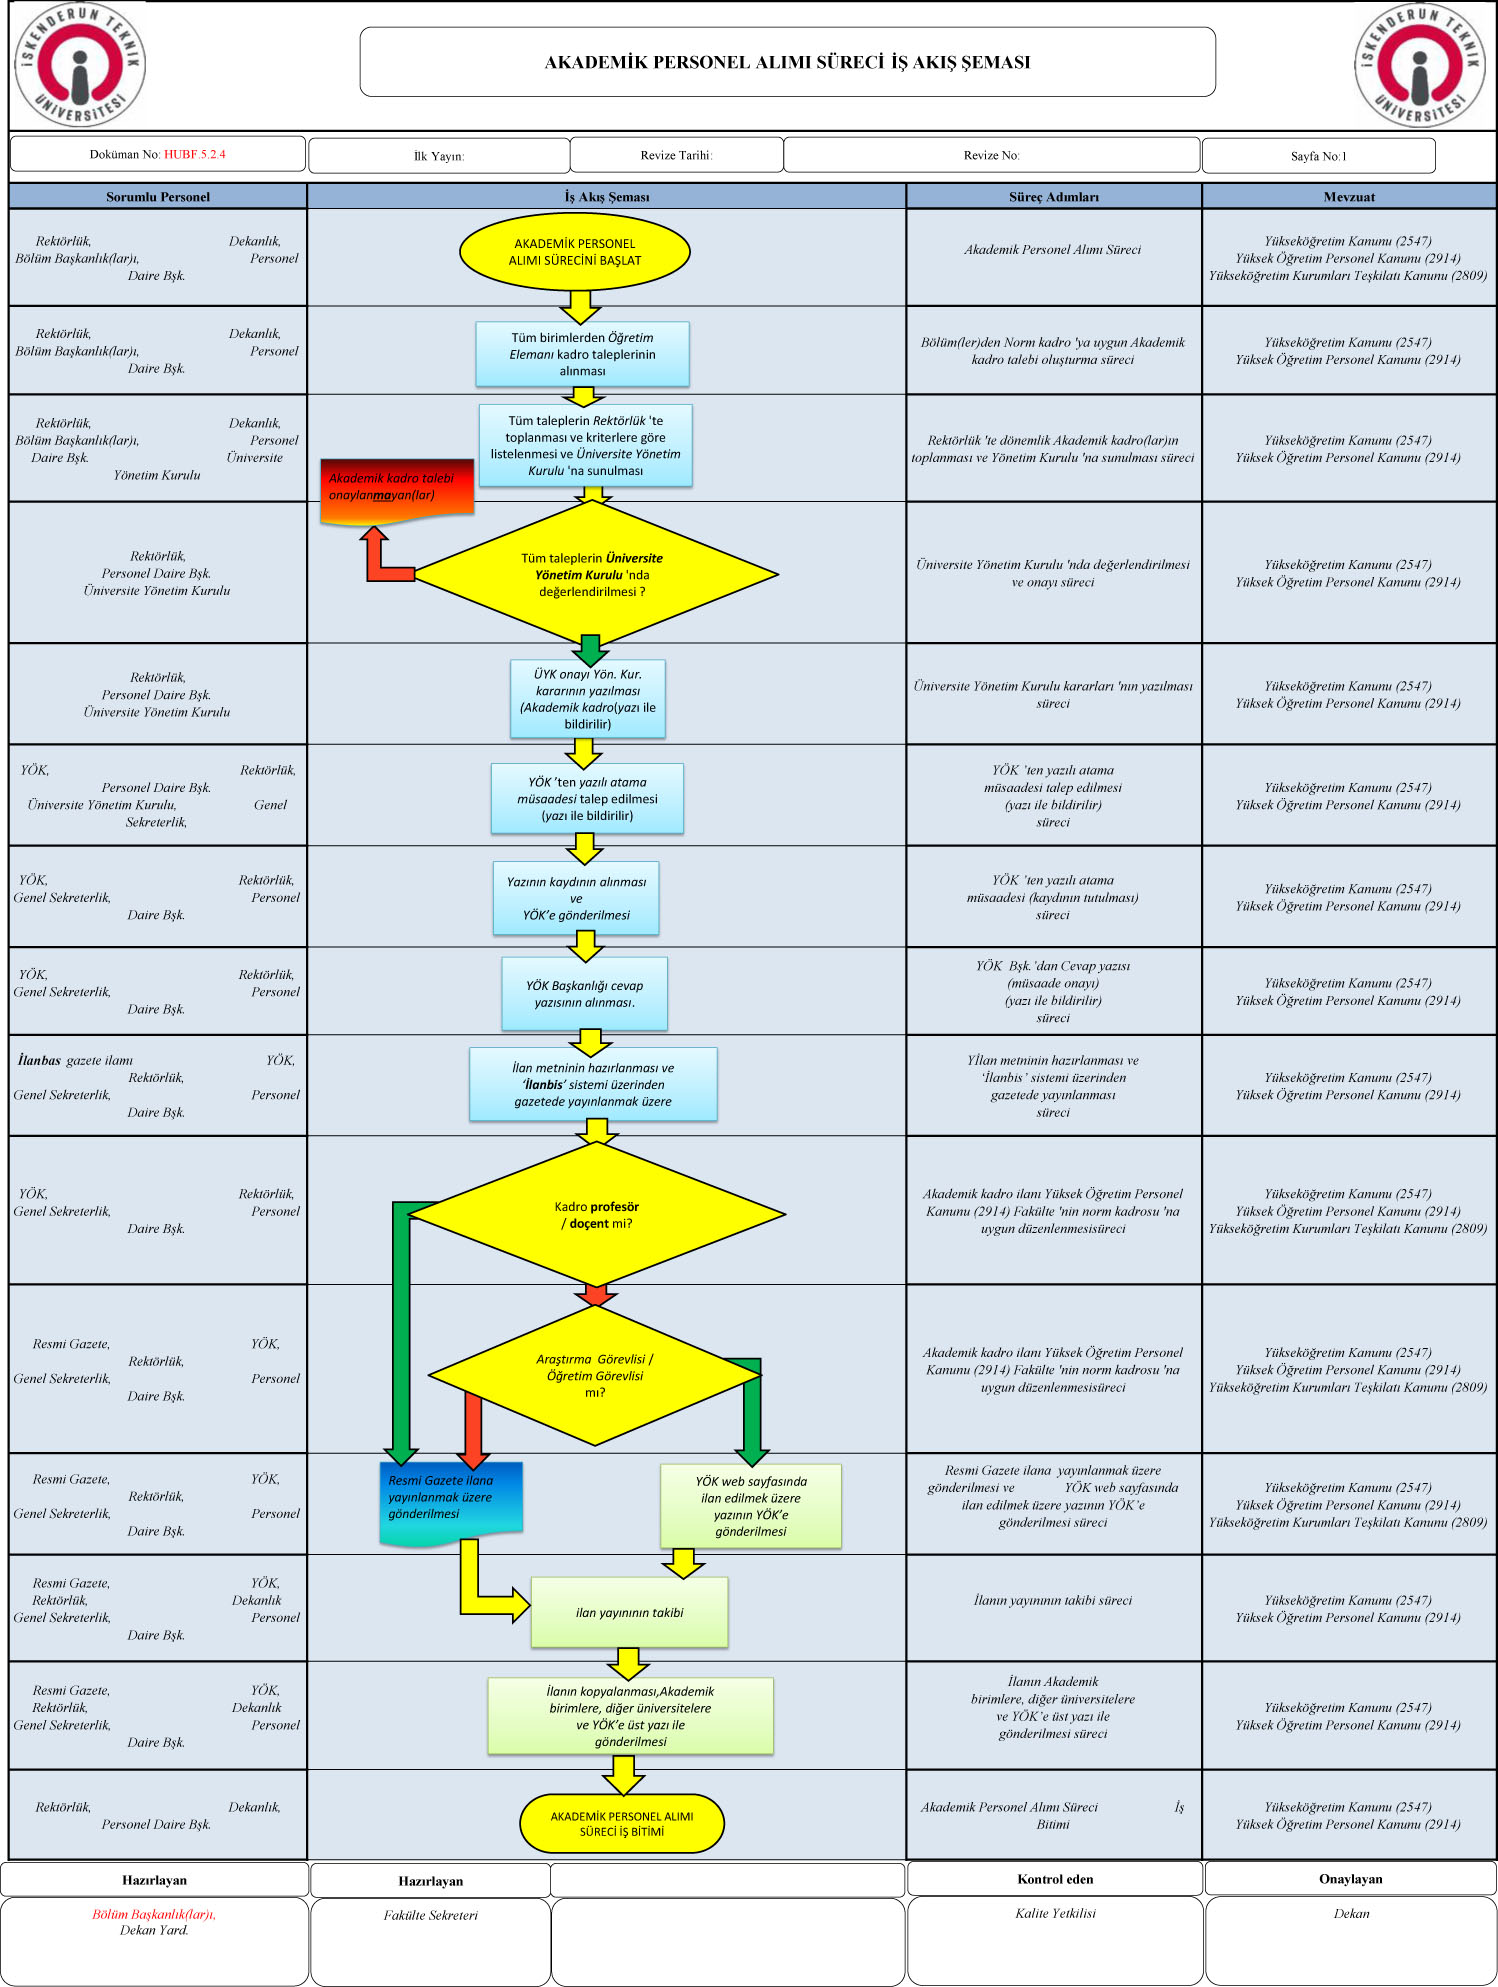 İSKENDERUN TEKNİK
ÜNİVERSİTESİ
AKADEMİK PERSONEL ALIMI SÜRECİ İŞ AKIŞ ŞEMASI
İSKENDERUN TEKNİK
ÜNİVERSİTESİ
Doküman No: HUBF.5.2.4
İlk Yayın:
Revize Tarihi:
Revize No:
Sayfa No:1
Sorumlu Personel
İş Akış Şeması
Süreç Adımları
Mevzuat
Rektörlük, Dekanlık,
Bölüm Başkanlık(lar)ı, Personel
Daire Bşk.
AKADEMİK PERSONEL
ALIMI SÜRECİNİ BAŞLAT
Akademik Personel Alımı Süreci
Yükseköğretim Kanunu (2547)
Yüksek Öğretim Personel Kanunu (2914)
Yükseköğretim Kurumları Teşkilatı Kanunu (2809)
Rektörlük, Dekanlık,
Bölüm Başkanlık(lar)ı, Personel
Daire Bşk.
Tüm birimlerden Öğretim
Elemanı kadro taleplerinin
alınması
Bölüm(ler)den Norm kadro 'ya uygun Akademik
kadro talebi oluşturma süreci
Yükseköğretim Kanunu (2547)
Yüksek Öğretim Personel Kanunu (2914)
Rektörlük, Dekanlık,
Bölüm Başkanlık(lar)ı, Personel
Daire Bşk. Üniversite
Yönetim Kurulu
Tüm taleplerin Rektörlük 'te
toplanması ve kriterlere göre
listelenmesi ve Üniversite Yönetim
Kurulu 'na sunulması
Akademik kadro talebi
onaylanmayan(lar)
Rektörlük 'te dönemlik Akademik kadro(lar)ın
toplanması ve Yönetim Kurulu 'na sunulması süreci
Yükseköğretim Kanunu (2547)
Yüksek Öğretim Personel Kanunu (2914)
Rektörlük,
Personel Daire Bşk.
Üniversite Yönetim Kurulu
Tüm taleplerin Üniversite
Yönetim Kurulu 'nda
değerlendirilmesi ?
Üniversite Yönetim Kurulu 'nda değerlendirilmesi
ve onayı süreci
Yükseköğretim Kanunu (2547)
Yüksek Öğretim Personel Kanunu (2914)
Rektörlük,
Personel Daire Bşk.
Üniversite Yönetim Kurulu
ÜYK onayı Yön. Kur.
kararının yazılması
(Akademik kadro(yazı ile
bildirilir)
Üniversite Yönetim Kurulu kararları 'nın yazılması
süreci
Yükseköğretim Kanunu (2547)
Yüksek Öğretim Personel Kanunu (2914)
YÖK, Rektörlük,
Personel Daire Bşk.
Üniversite Yönetim Kurulu, Genel
Sekreterlik,
YÖK 'ten yazılı atama
müsaadesi talep edilmesi
(yazı ile bildirilir)
YÖK 'ten yazılı atama
müsaadesi talep edilmesi
(yazı ile bildirilir)
süreci
Yükseköğretim Kanunu (2547)
Yüksek Öğretim Personel Kanunu (2914)
YÖK, Rektörlük,
Genel Sekreterlik, Personel
Daire Bşk.
Yazının kaydının alınması
ve
YÖK'e gönderilmesi
YÖK 'ten yazılı atama
müsaadesi (kaydının tutulması)
süreci
Yükseköğretim Kanunu (2547)
Yüksek Öğretim Personel Kanunu (2914)
YÖK, Rektörlük,
Genel Sekreterlik, Personel
Daire Bşk.
YÖK Başkanlığı cevap
yazısının alınması.
YÖK Bşk.'dan Cevap yazısı
(müsaade onayı)
(yazı ile bildirilir)
süreci
Yükseköğretim Kanunu (2547)
Yüksek Öğretim Personel Kanunu (2914)
İlanbas gazete ilamı YÖK,
Rektörlük,
Genel Sekreterlik, Personel
Daire Bşk.
İlan metninin hazırlanması ve
'İlanbis' sistemi üzerinden
gazetede yayınlanmak üzere
Yİlan metninin hazırlanması ve
'İlanbis' sistemi üzerinden
gazetede yayınlanması
süreci
Yükseköğretim Kanunu (2547)
Yüksek Öğretim Personel Kanunu (2914)
YÖK, Rektörlük,
Genel Sekreterlik, Personel
Daire Bşk.
Kadro profesör
/ doçent mi?
Akademik kadro ilanı Yüksek Öğretim Personel
Kanunu (2914) Fakülte 'nin norm kadrosu 'na
uygun düzenlenmesisüreci
Yükseköğretim Kanunu (2547)
Yüksek Öğretim Personel Kanunu (2914)
Yükseköğretim Kurumları Teşkilatı Kanunu (2809)
Resmi Gazete, YÖK,
Rektörlük,
Genel Sekreterlik, Personel
Daire Bşk.
Araştırma Görevlisi /
Öğretim Görevlisi
mı?
Akademik kadro ilanı Yüksek Öğretim Personel
Kanunu (2914) Fakülte 'nin norm kadrosu 'na
uygun düzenlenmesisüreci
Yükseköğretim Kanunu (2547)
Yüksek Öğretim Personel Kanunu (2914)
Yükseköğretim Kurumları Teşkilatı Kanunu (2809)
Resmi Gazete, YÖK,
Rektörlük,
Genel Sekreterlik, Personel
Daire Bşk.
Resmi Gazete ilana
yayınlanmak üzere
gönderilmesi
YÖK web sayfasında
ilan edilmek üzere
yazının YÖK'e
gönderilmesi
Resmi Gazete ilana yayınlanmak üzere
gönderilmesi ve YÖK web sayfasında
ilan edilmek üzere yazının YÖK'e
gönderilmesi süreci
Yükseköğretim Kanunu (2547)
Yüksek Öğretim Personel Kanunu (2914)
Yükseköğretim Kurumları Teşkilatı Kanunu (2809)
Resmi Gazete, YÖK,
Rektörlük, Dekanlık
Genel Sekreterlik, Personel
Daire Bşk.
ilan yayınının takibi
İlanın yayınının takibi süreci
Yükseköğretim Kanunu (2547)
Yüksek Öğretim Personel Kanunu (2914)
Resmi Gazete, YÖK,
Rektörlük, Dekanlık
Genel Sekreterlik, Personel
Daire Bşk.
İlanın kopyalanması,Akademik
birimlere, diğer üniversitelere
ve YÖK'e üst yazı ile
gönderilmesi
İlanın Akademik
birimlere, diğer üniversitelere
ve YÖK'e üst yazı ile
gönderilmesi süreci
Yükseköğretim Kanunu (2547)
Yüksek Öğretim Personel Kanunu (2914)
Rektörlük, Dekanlık,
Personel Daire Bşk.
AKADEMİK PERSONEL ALIMI
SÜRECİ İŞ BİTİMİ
Akademik Personel Alımı Süreci İş
Bitimi
Yükseköğretim Kanunu (2547)
Yüksek Öğretim Personel Kanunu (2914)
Hazırlayan
Hazırlayan
Kontrol eden
Onaylayan
Bölüm Başkanlık(lar)ı,
Dekan Yard.
Fakülte Sekreteri
Kalite Yetkilisi
Dekan